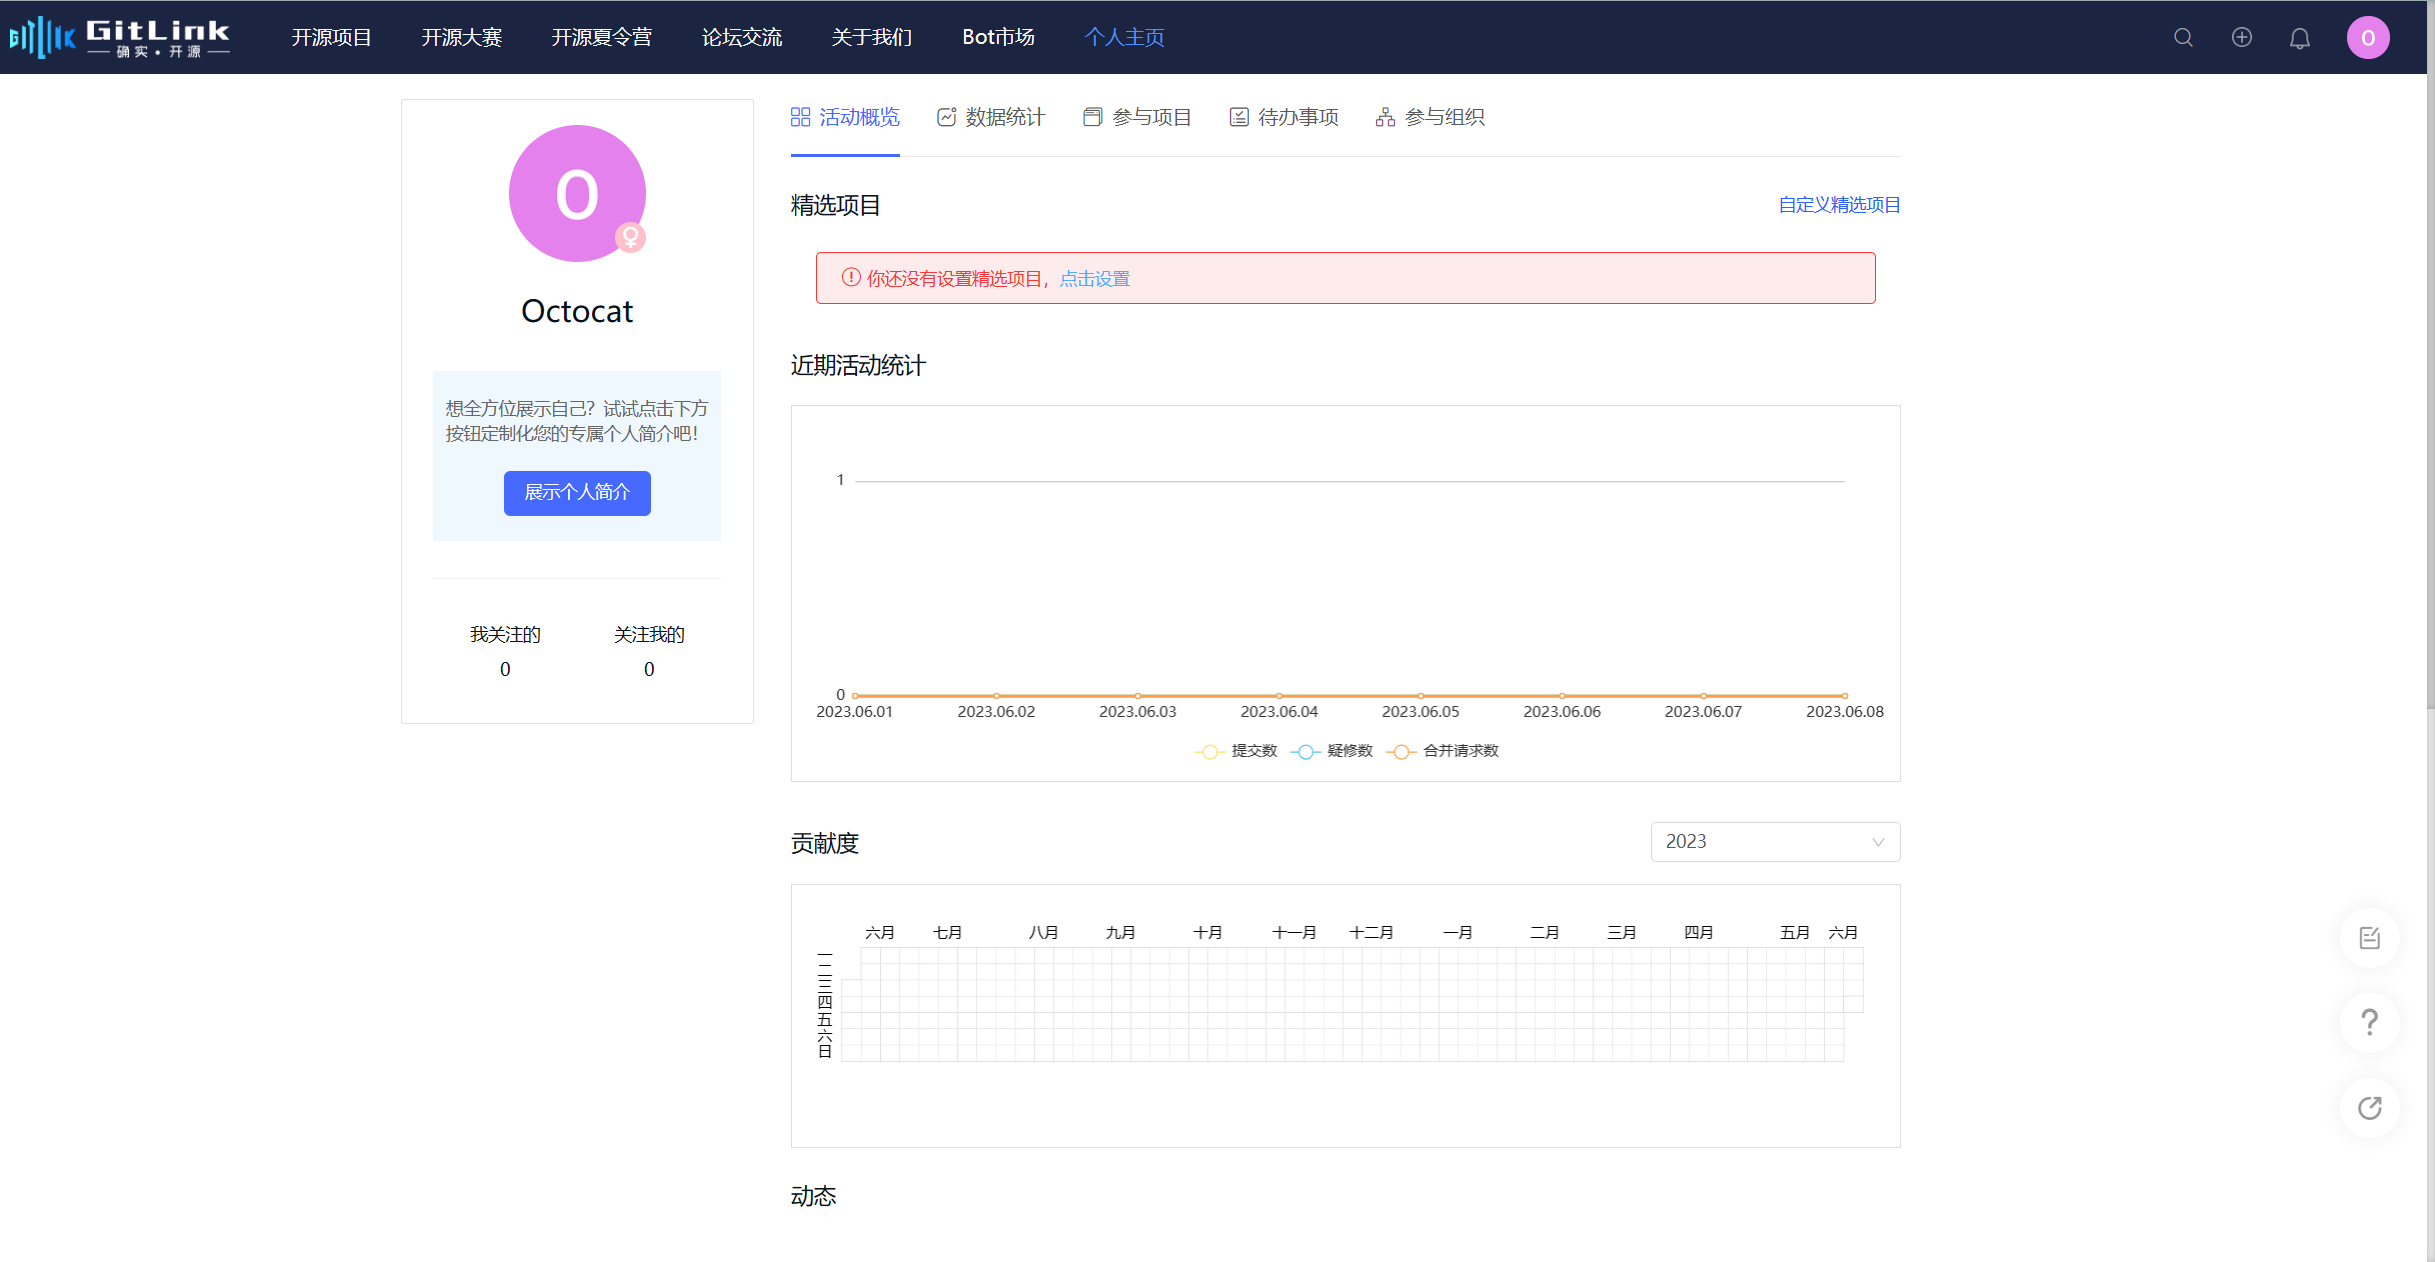 GitLink
确实·开源
开源项目 开源大赛 开源夏令营 论坛交流 关于我们 Bot市场 个人主页
O
O
Octocat
想全方位展示自己？试试点击下方
按钮定制化您的专属个人简介吧！
展示个人简介
我关注的 关注我的
0 0
活动概览 数据统计 参与项目 待办事项 参与组织
精选项目 自定义精选项目
你还没有设置精选项目，点击设置
近期活动统计
1
0
2023.06.01 2023.06.02 2023.06.03 2023.06.04 2023.06.05 2023.06.06 2023.06.07 2023.06.08
提交数 疑修数 合并请求数
贡献度 2023
六月 七月 八月 九月 十月 十一月 十二月 一月 二月 三月 四月 五月 六月
一
二
三
四
五
六
日
动态